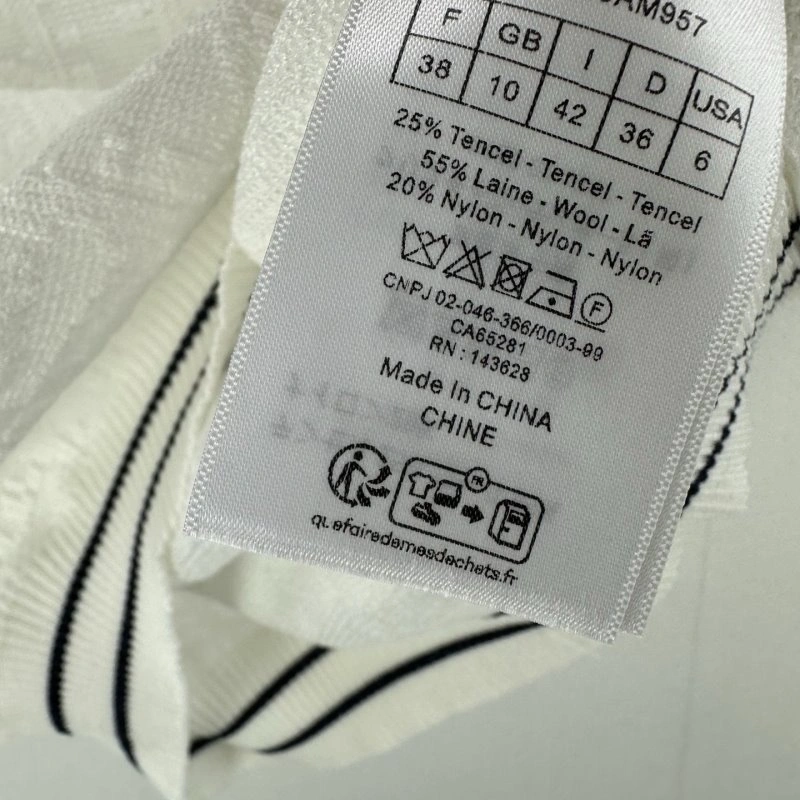 AM957
F GB I D USA
38 10 42 36 6
25% Tencel - Tencel - Tencel
55% Laine - Wool - Lã
20% Nylon - Nylon - Nylon
F
CNPJ 02-046-366/0003-99
CA65281
RN : 143628
Made In CHINA
CHINE
FR
quefairedemesdechets.fr